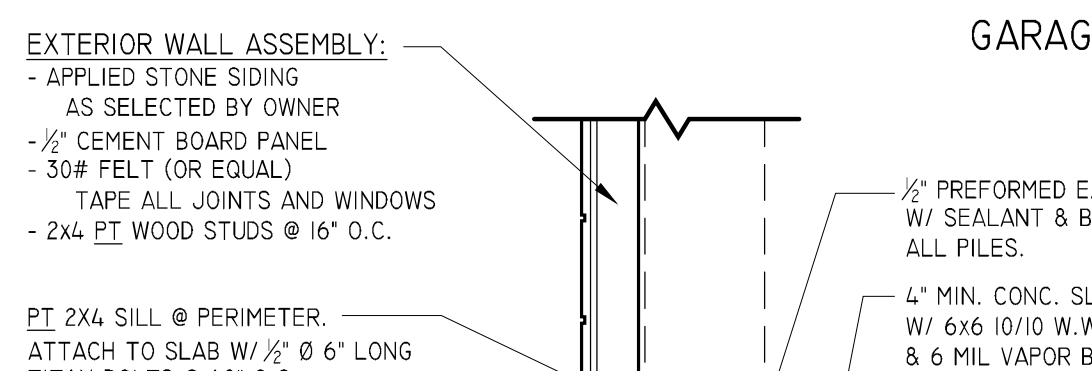 EXTERIOR WALL ASSEMBLY:
- APPLIED STONE SIDING
AS SELECTED BY OWNER
-½" CEMENT BOARD PANEL
- 30# FELT (OR EQUAL)
TAPE ALL JOINTS AND WINDOWS
- 2x4 PT WOOD STUDS @ 16" O.C.
PT 2X4 SILL @ PERIMETER.
ATTACH TO SLAB W/ ½" Ø 6" LONG
GARAG
½" PREFORMED E
W/ SEALANT & B
ALL PILES.
4" MIN. CONC. SL
W/ 6x6 10/10 W.W
& 6 MIL VAPOR B